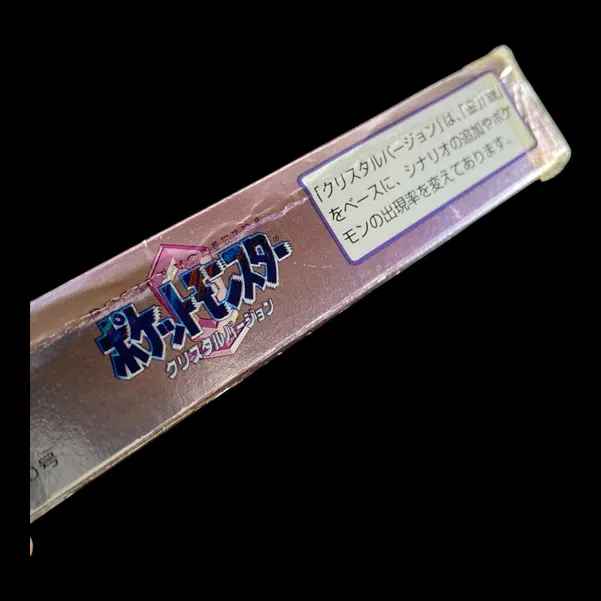 「クリスタルバージョン」は、「金」「銀」
をベースに、シナリオの追加やポケ
モンの出現率を変えてあります。
ポケットモンスター
クリスタルバージョン
号